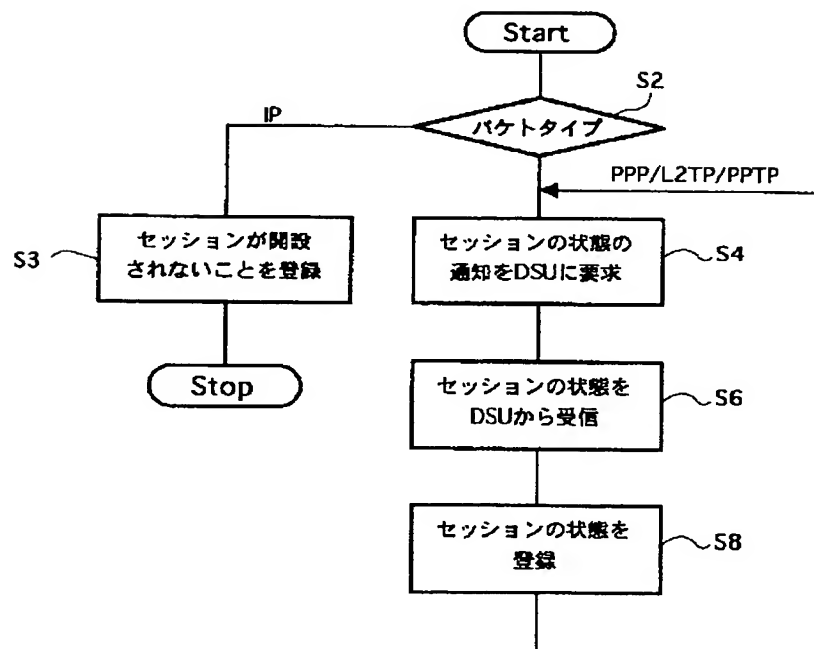 Start
S2
IP
パケトタイプ
PPP/L2TP/PPTP
S3
セッションが開設
されないことを登録
セッションの状態の
通知をDSUに要求
S4
Stop
セッションの状態を
DSUから受信
S6
セッションの状態を
登録
S8